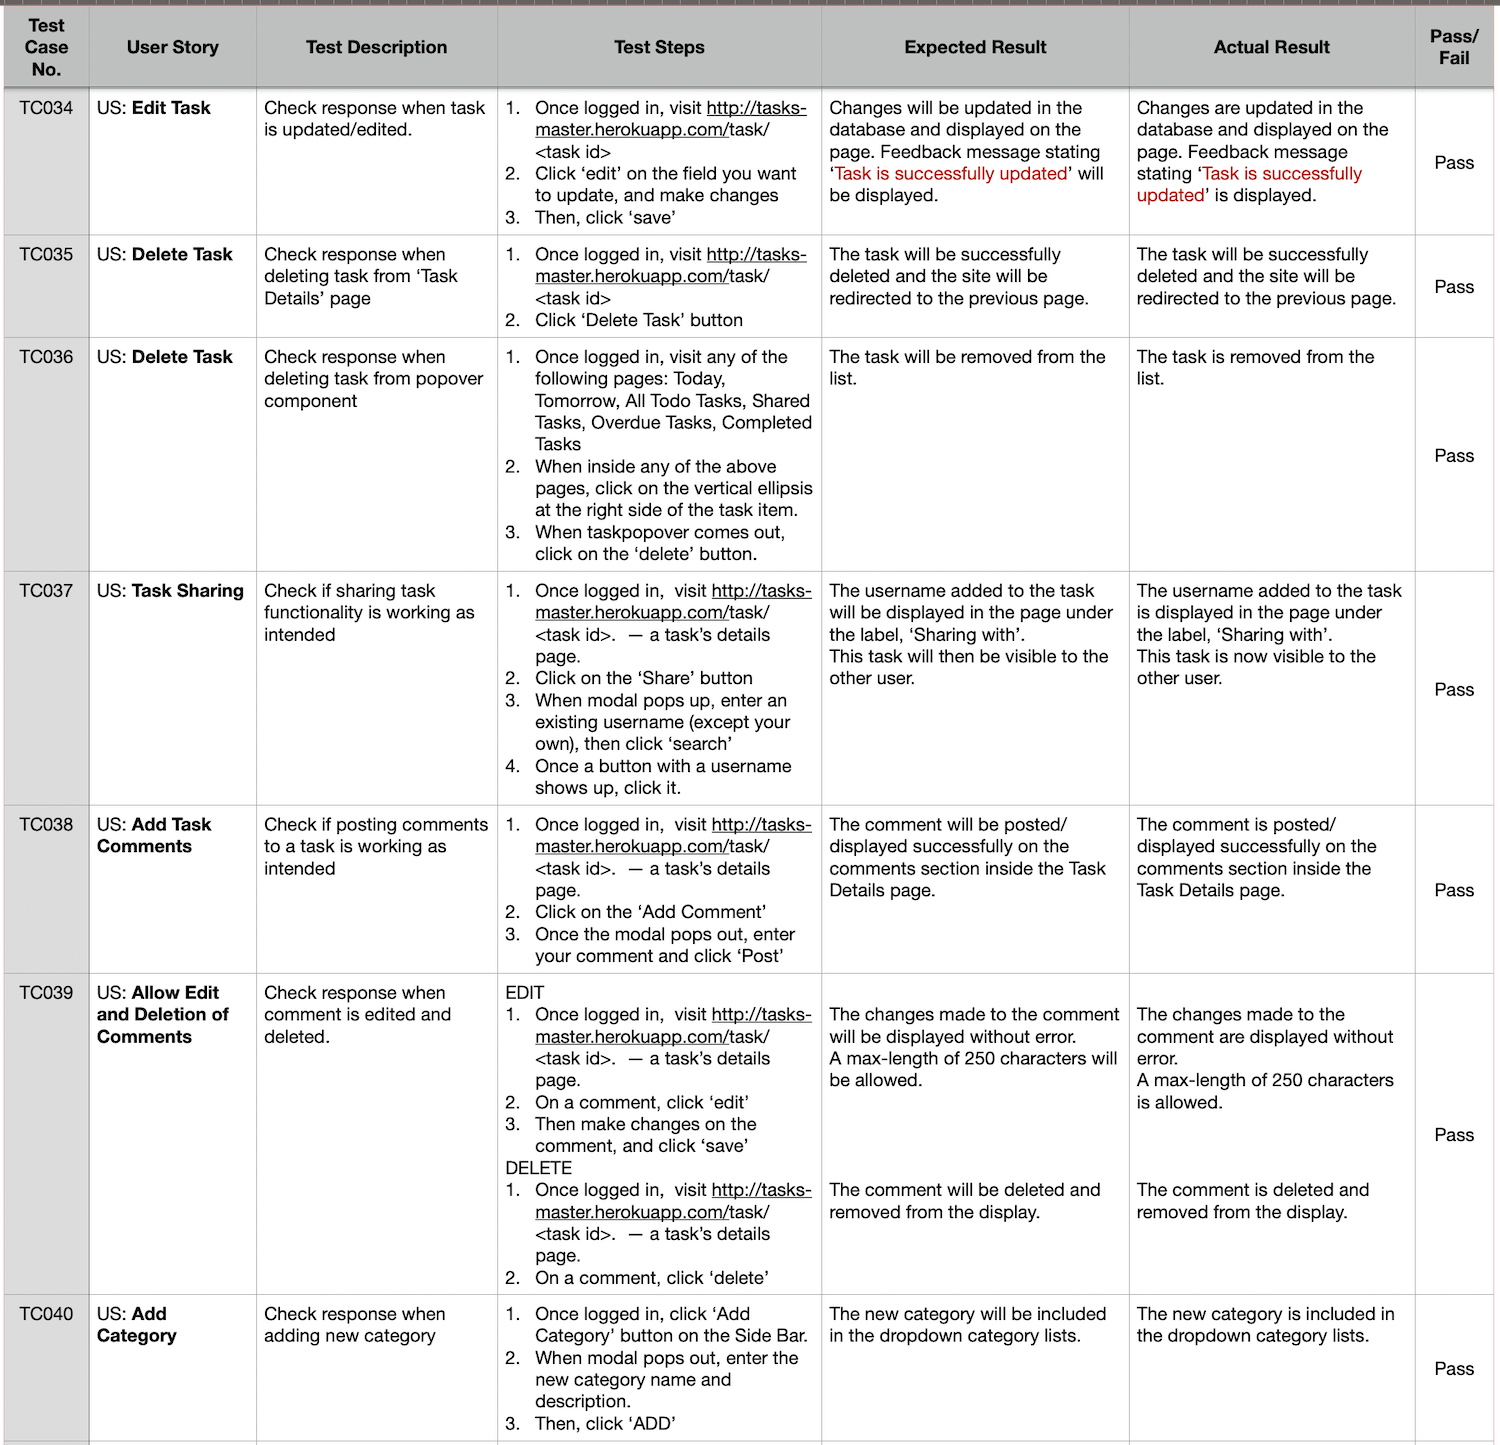 Test
Case
No.
User Story
Test Description
Test Steps
Expected Result
Actual Result
Pass/
Fail
TC034
US: Edit Task
Check response when task
is updated/edited.
1. Once logged in, visit http://tasks-
master.herokuapp.com/task/
<task id>
2. Click ‘edit’ on the field you want
to update, and make changes
3. Then, click ‘save’
Changes will be updated in the
database and displayed on the
page. Feedback message stating
‘Task is successfully updated’ will
be displayed.
Changes are updated in the
database and displayed on the
page. Feedback message
stating ‘Task is successfully
updated’ is displayed.
Pass
TC035
US: Delete Task
Check response when
deleting task from ‘Task
Details’ page
1. Once logged in, visit http://tasks-
master.herokuapp.com/task/
<task id>
2. Click ‘Delete Task’ button
The task will be successfully
deleted and the site will be
redirected to the previous page.
The task will be successfully
deleted and the site will be
redirected to the previous page.
Pass
TC036
US: Delete Task
Check response when
deleting task from popover
component
1. Once logged in, visit any of the
following pages: Today,
Tomorrow, All Todo Tasks, Shared
Tasks, Overdue Tasks, Completed
Tasks
2. When inside any of the above
pages, click on the vertical ellipsis
at the right side of the task item.
3. When taskpopover comes out,
click on the ‘delete’ button.
The task will be removed from the
list.
The task is removed from the
list.
Pass
TC037
US: Task Sharing
Check if sharing task
functionality is working as
intended
1. Once logged in, visit http://tasks-
master.herokuapp.com/task/
<task id>. — a task’s details
page.
2. Click on the ‘Share’ button
3. When modal pops up, enter an
existing username (except your
own), then click ‘search’
4. Once a button with a username
shows up, click it.
The username added to the task
will be displayed in the page under
the label, ‘Sharing with’.
This task will then be visible to the
other user.
The username added to the task
is displayed in the page under
the label, ‘Sharing with’.
This task is now visible to the
other user.
Pass
TC038
US: Add Task
Comments
Check if posting comments
to a task is working as
intended
1. Once logged in, visit http://tasks-
master.herokuapp.com/task/
<task id>. — a task’s details
page.
2. Click on the ‘Add Comment’
3. Once the modal pops out, enter
your comment and click ‘Post’
The comment will be posted/
displayed successfully on the
comments section inside the Task
Details page.
The comment is posted/
displayed successfully on the
comments section inside the
Task Details page.
Pass
TC039
US: Allow Edit
and Deletion of
Comments
Check response when
comment is edited and
deleted.
EDIT
1. Once logged in, visit http://tasks-
master.herokuapp.com/task/
<task id>. — a task’s details
page.
2. On a comment, click ‘edit’
3. Then make changes on the
comment, and click ‘save’
DELETE
1. Once logged in, visit http://tasks-
master.herokuapp.com/task/
<task id>. — a task’s details
page.
2. On a comment, click ‘delete’
The changes made to the comment
will be displayed without error.
A max-length of 250 characters will
be allowed.
The comment will be deleted and
removed from the display.
The changes made to the
comment are displayed without
error.
A max-length of 250 characters
is allowed.
The comment is deleted and
removed from the display.
Pass
TC040
US: Add
Category
Check response when
adding new category
1. Once logged in, click ‘Add
Category’ button on the Side Bar.
2. When modal pops out, enter the
new category name and
description.
3. Then, click ‘ADD’
The new category will be included
in the dropdown category lists.
The new category is included in
the dropdown category lists.
Pass